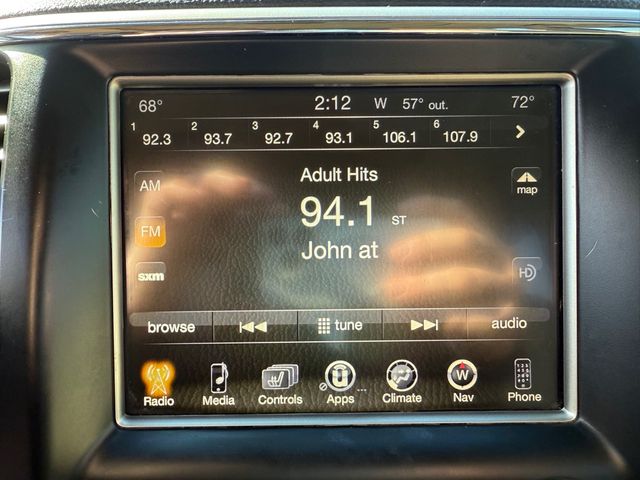 68° 2:12 W 57° out. 72°
1 92.3 2 93.7 3 92.7 4 93.1 5 106.1 6 107.9
AM
Adult Hits
map
FM
94.1 ST
John at
sxm
HD
browse tune audio
Radio Media Controls Apps Climate Nav Phone
U W